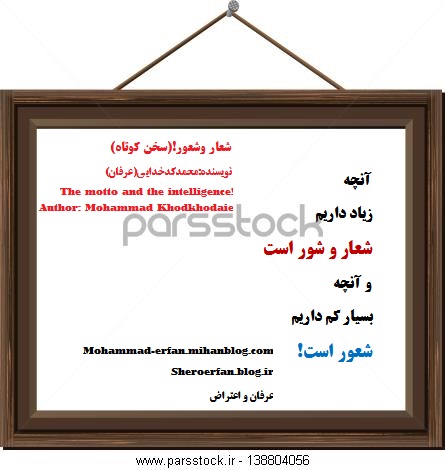 شعار وشعور!(سخن کوتاه)
نویسنده:محمدکدخدایی(عرفان)
The motto and the intelligence!
Author: Mohammad Khodkhodaie
آنچه
زیاد داریم
شعار و شور است
و آنچه
بسیار کم داریم
شعور است!
Mohammad-erfan.mihanblog.com
Sheroerfan.blog.ir
عرفان و اعتراض
parsstock
www.parsstock.ir - 138804056